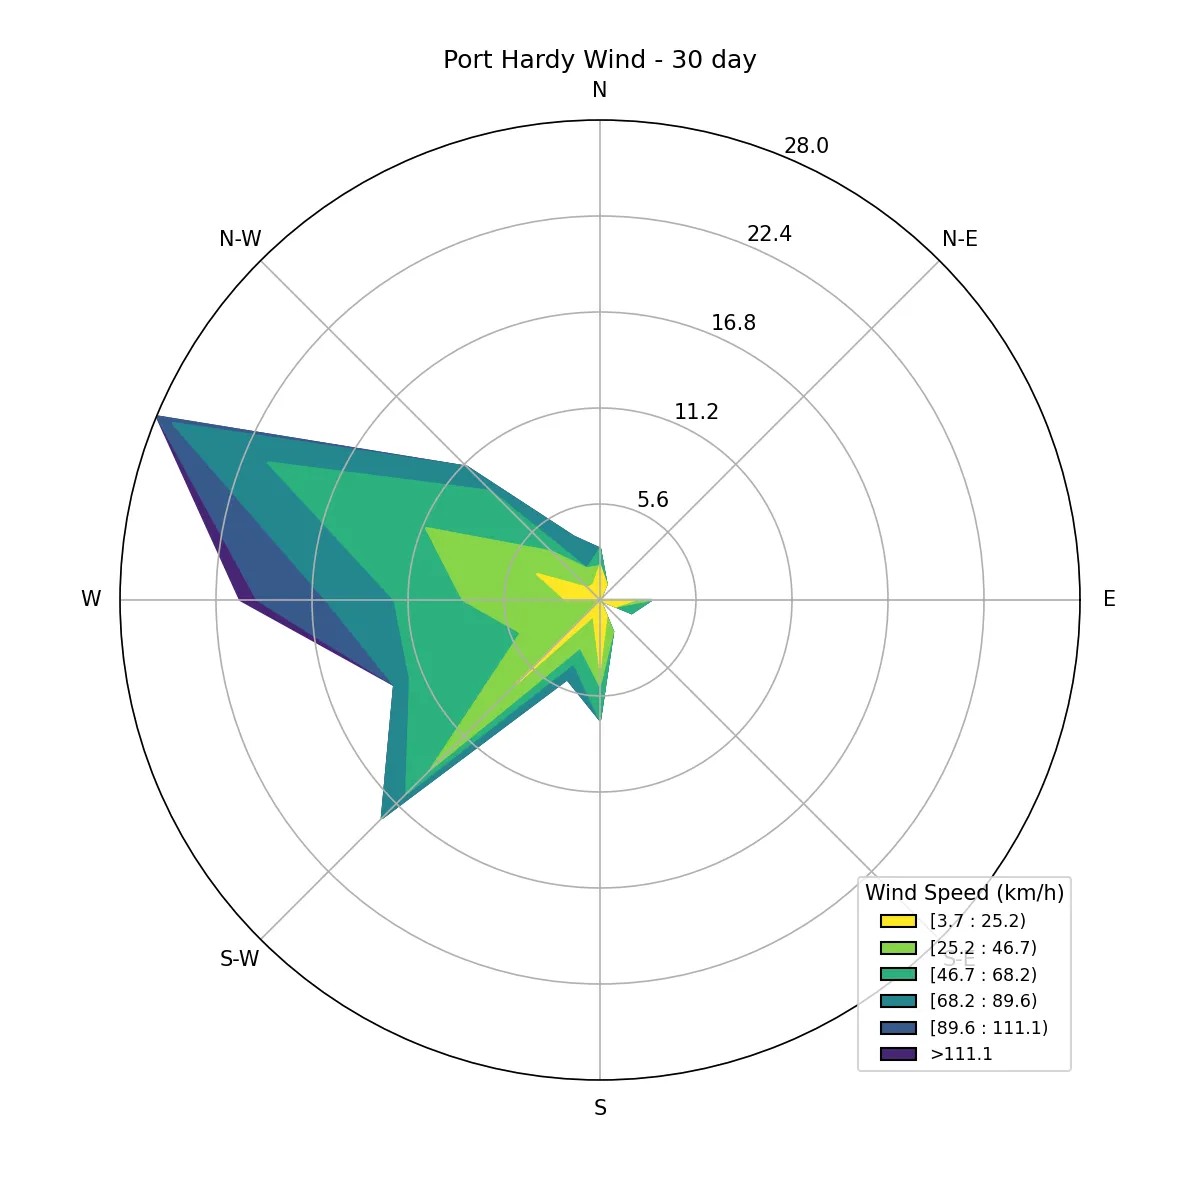 Port Hardy Wind - 30 day
N
28.0
N-W
N-E
22.4
16.8
11.2
5.6
W
E
S-W
S-E
S
Wind Speed (km/h)
[3.7 : 25.2)
[25.2 : 46.7)
[46.7 : 68.2)
[68.2 : 89.6)
[89.6 : 111.1)
>111.1